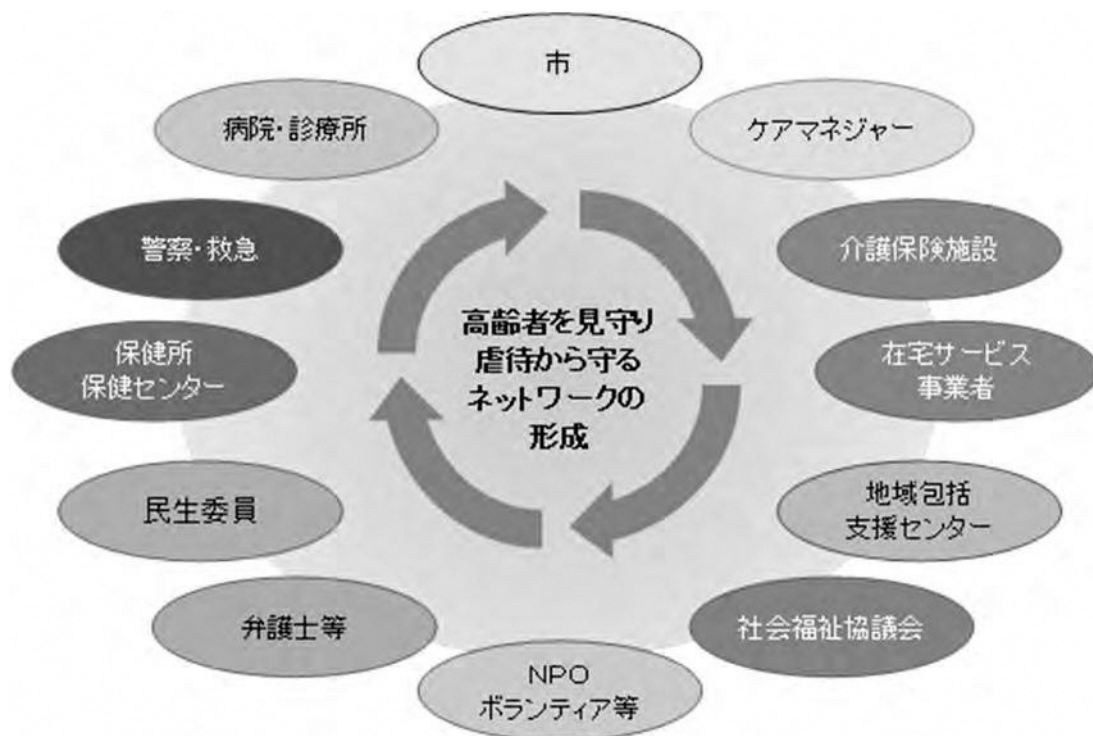 市
ケアマネジャー
介護保険施設
在宅サービス
事業者
地域包括
支援センター
社会福祉協議会
NPO
ボランティア等
弁護士等
民生委員
保健所
保健センター
警察・救急
病院・診療所
高齢者を見守り
虐待から守る
ネットワークの
形成